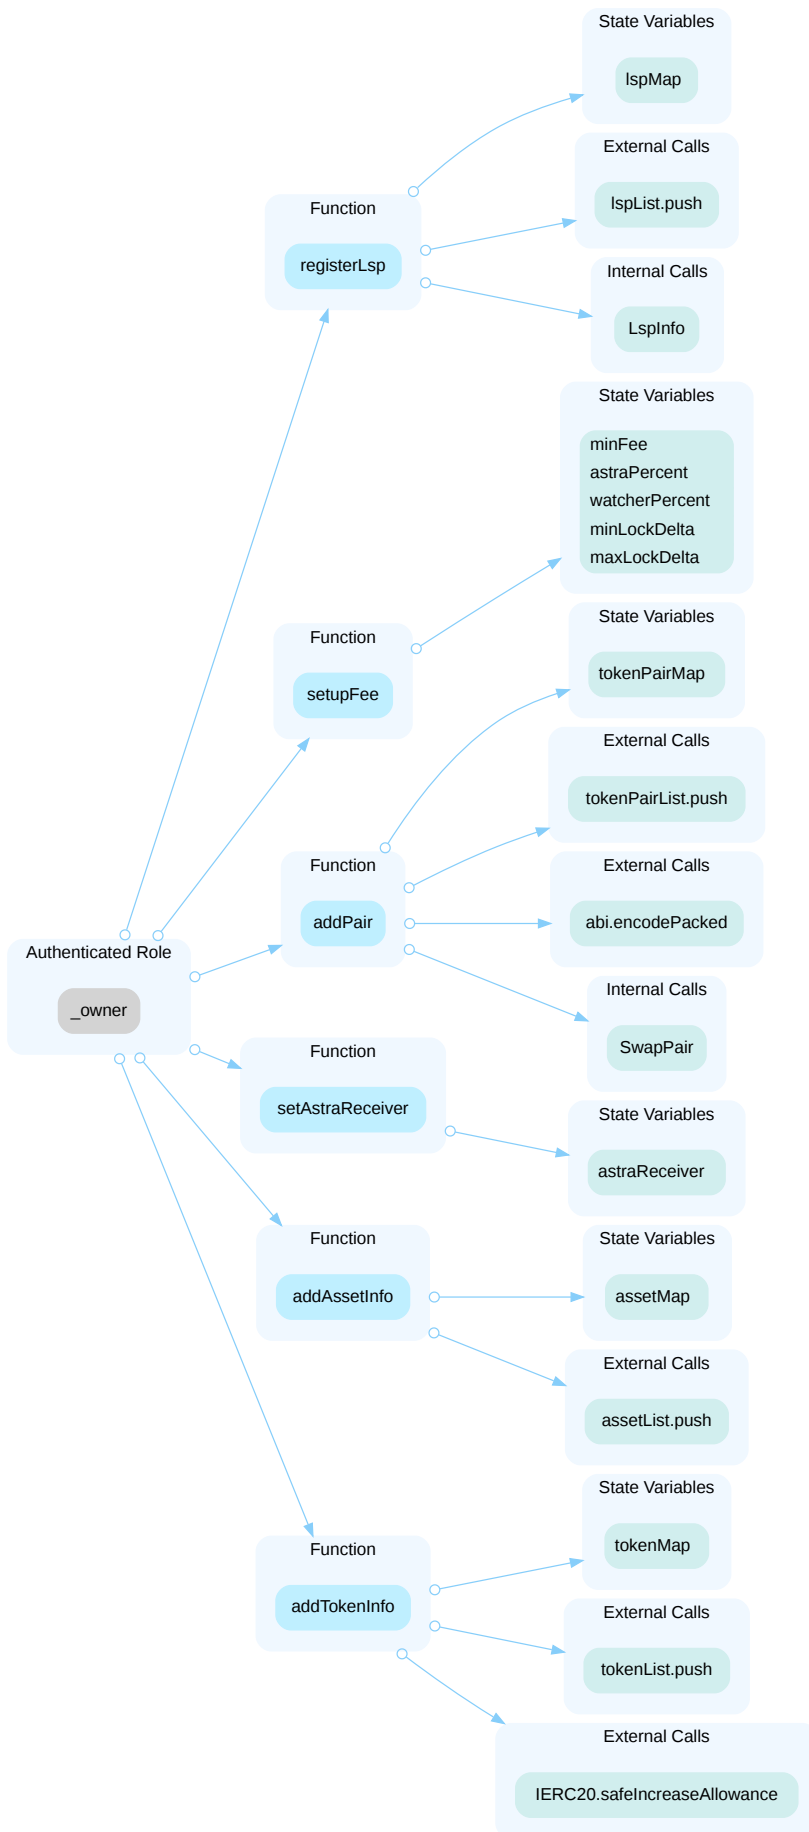 State Variables
lspMap
External Calls
lspList.push
Function
registerLsp
Internal Calls
LspInfo
State Variables
minFee
astraPercent
watcherPercent
minLockDelta
maxLockDelta
Function
setupFee
State Variables
tokenPairMap
External Calls
tokenPairList.push
Function
addPair
External Calls
abi.encodePacked
Authenticated Role
_owner
Internal Calls
SwapPair
Function
setAstraReceiver
State Variables
astraReceiver
Function
addAssetInfo
State Variables
assetMap
External Calls
assetList.push
State Variables
tokenMap
Function
addTokenInfo
External Calls
tokenList.push
External Calls
IERC20.safeIncreaseAllowance